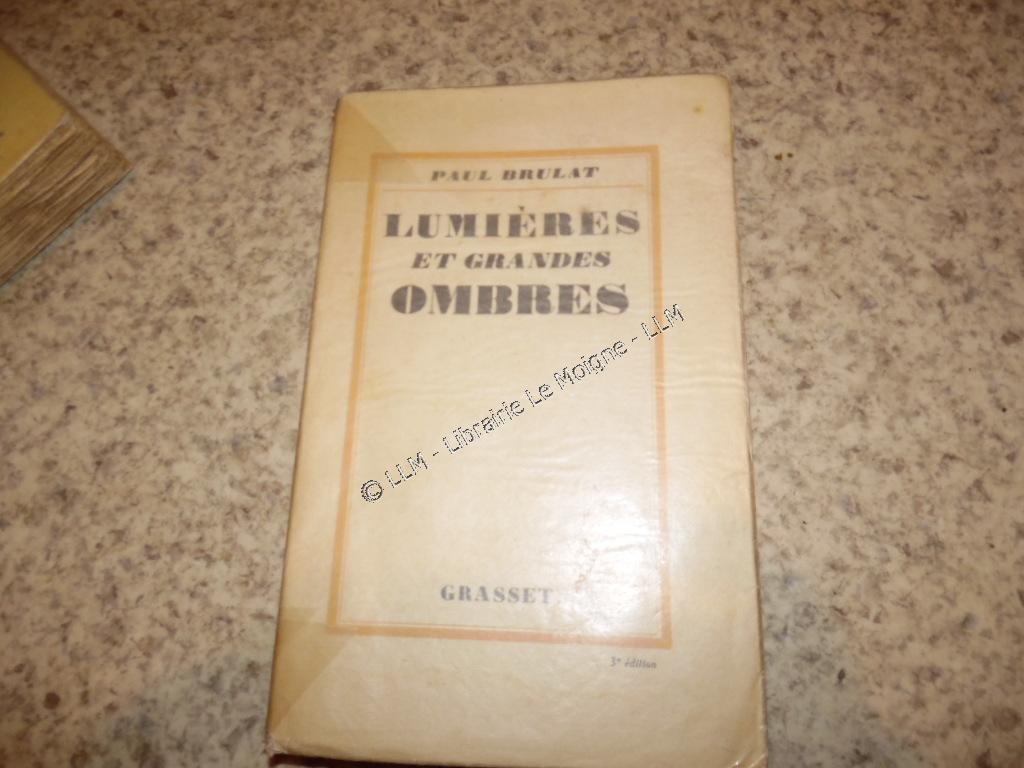 PAUL BRULAT
LUMIÈRES
ET GRANDES
OMBRES
© LLM - Librairie Le Moigne - LLM
GRASSET
3e édition